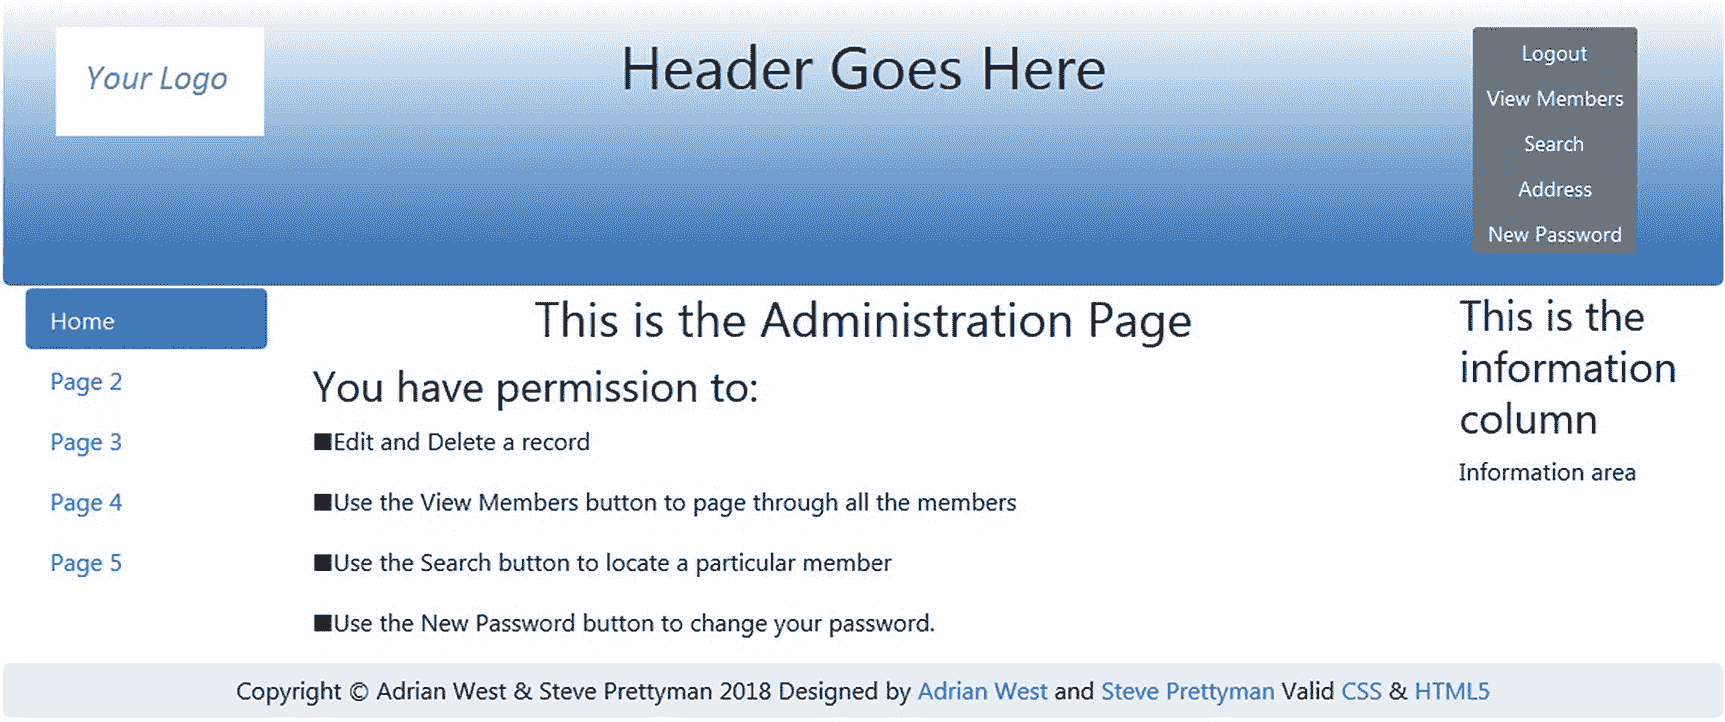 Your Logo
Header Goes Here
Logout
View Members
Search
Address
New Password
Home
Page 2
Page 3
Page 4
Page 5
This is the Administration Page
You have permission to:
■Edit and Delete a record
■Use the View Members button to page through all the members
■Use the Search button to locate a particular member
■Use the New Password button to change your password.
This is the
information
column
Information area
Copyright © Adrian West & Steve Prettyman 2018 Designed by Adrian West and Steve Prettyman Valid CSS & HTML5